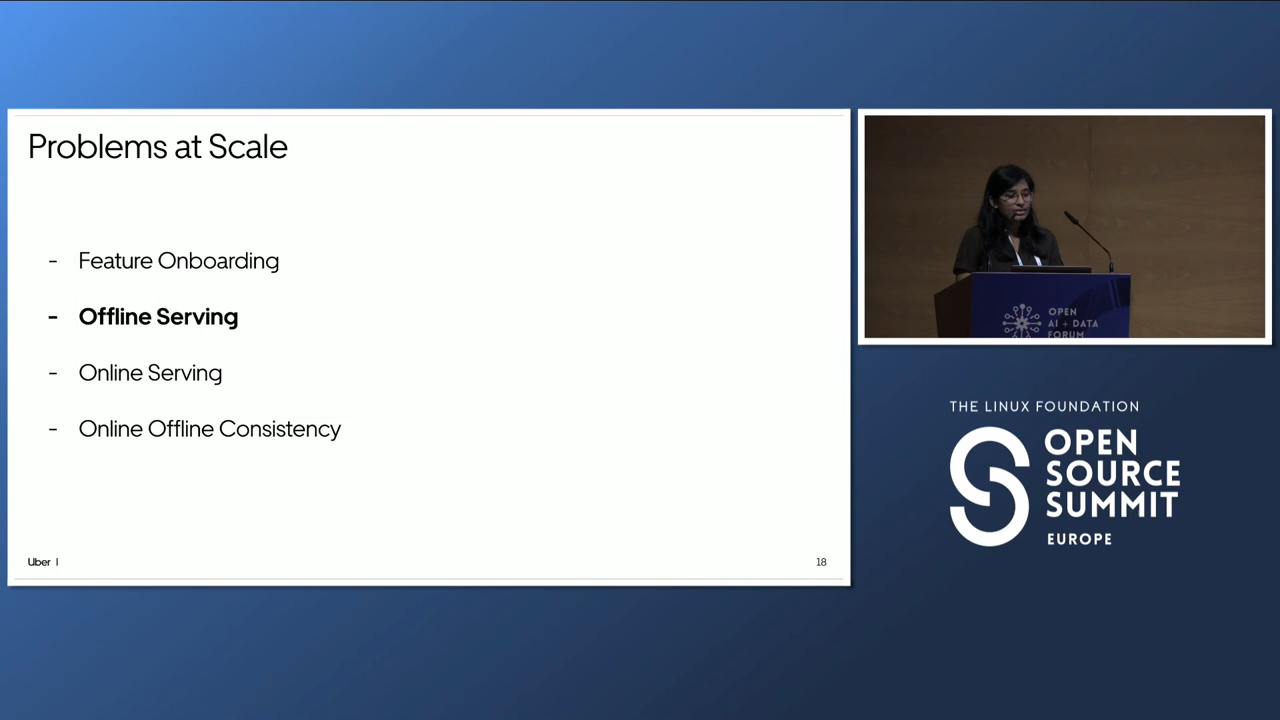 Problems at Scale
- Feature Onboarding
- Offline Serving
- Online Serving
- Online Offline Consistency
Uber |
18
OPEN
AI + DATA
FORUM
THE LINUX FOUNDATION
OPEN
SOURCE
SUMMIT
EUROPE